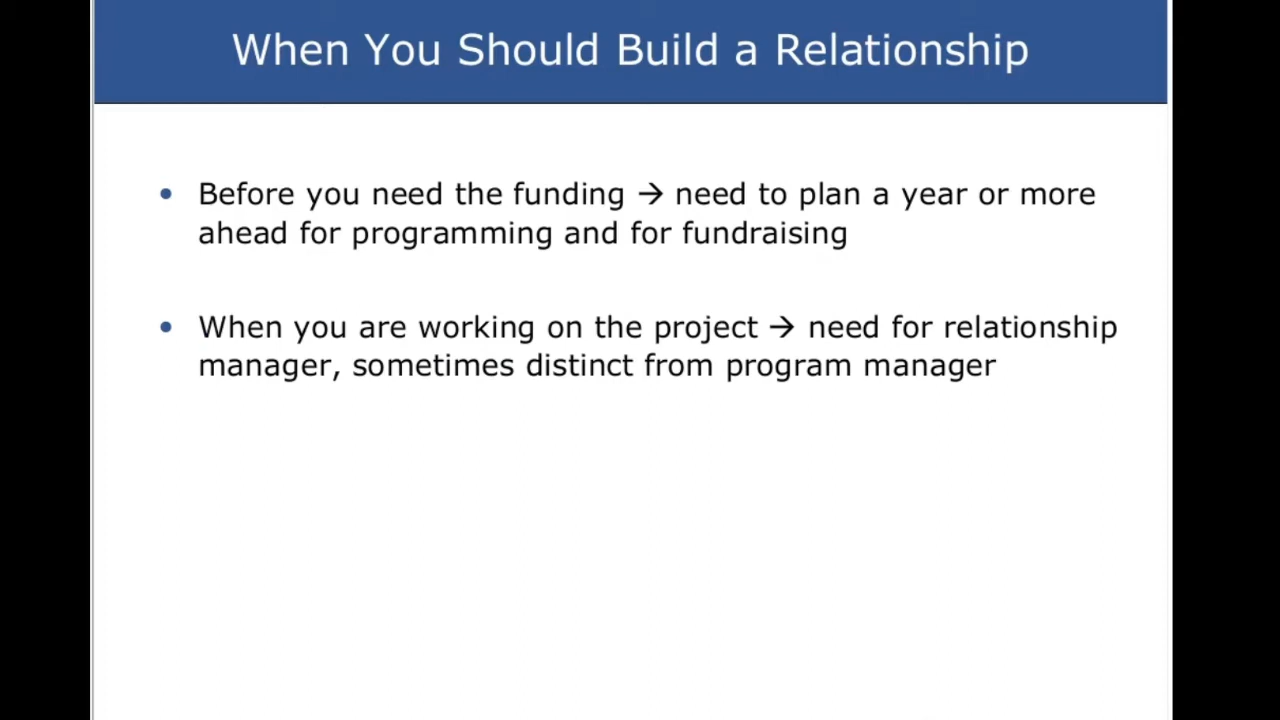 When You Should Build a Relationship
• Before you need the funding → need to plan a year or more
ahead for programming and for fundraising
• When you are working on the project → need for relationship
manager, sometimes distinct from program manager